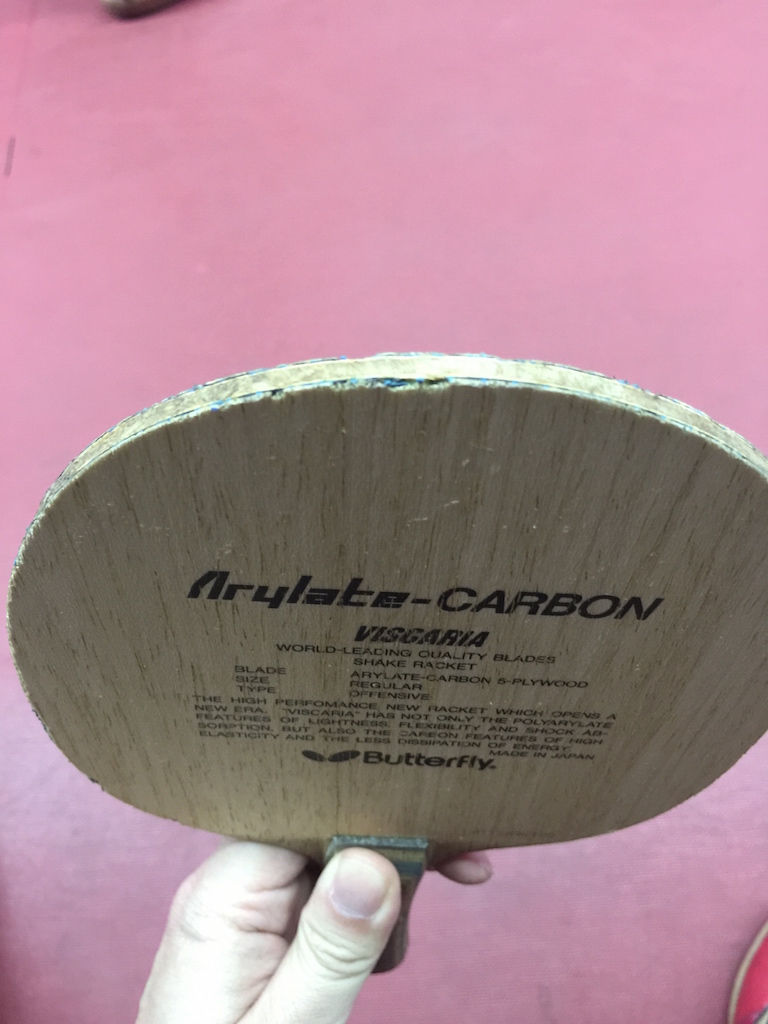 Arylate-CARBON
VISCARIA
WORLD-LEADING QUALITY BLADES
SHAKE RACKET
BLADE ARYLATE-CARBON 5-PLYWOOD
SIZE REGULAR
TYPE OFFENSIVE
THE HIGH PERFOMANCE NEW RACKET WHICH OPENS A
NEW ERA. "VISCARIA" HAS NOT ONLY THE POLYARYLATE
FEATURES OF LIGHTNESS, FLEXIBILITY AND SHOCK AB-
SORPTION, BUT ALSO THE CARBON FEATURES OF HIGH
ELASTICITY AND THE LESS DISSIPATION OF ENERGY.
MADE IN JAPAN
Butterfly